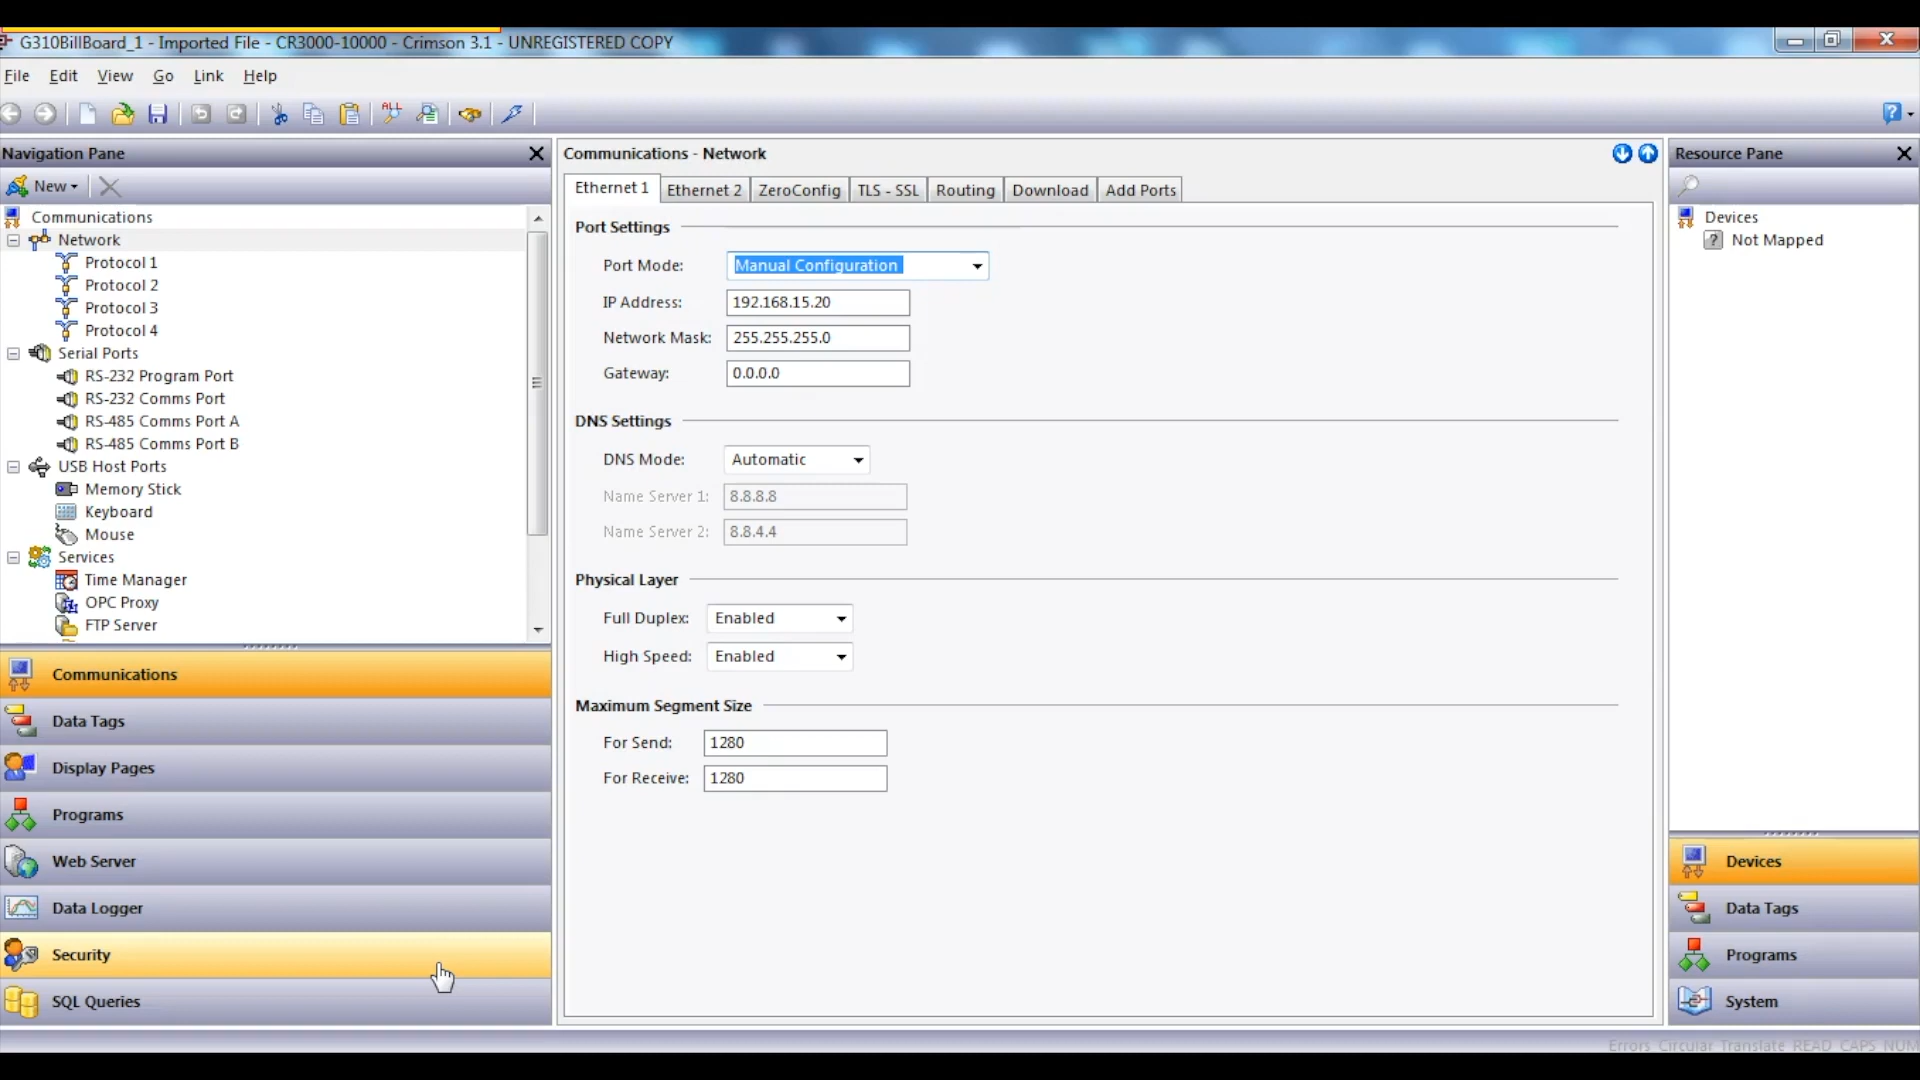 G310BillBoard_1 - Imported File - CR3000-10000 - Crimson 3.1 - UNREGISTERED COPY
File Edit View Go Link Help
ALL
Navigation Pane
New
Communications
Network
Protocol 1
Protocol 2
Protocol 3
Protocol 4
Serial Ports
RS-232 Program Port
RS-232 Comms Port
RS-485 Comms Port A
RS-485 Comms Port B
USB Host Ports
Memory Stick
Keyboard
Mouse
Services
Time Manager
OPC Proxy
FTP Server
Communications
Data Tags
Display Pages
Programs
Web Server
Data Logger
Security
SQL Queries
Communications - Network
Ethernet 1 Ethernet 2 ZeroConfig TLS - SSL Routing Download Add Ports
Port Settings
Port Mode: Manual Configuration
IP Address: 192.168.15.20
Network Mask: 255.255.255.0
Gateway: 0.0.0.0
DNS Settings
DNS Mode: Automatic
Name Server 1: 8.8.8.8
Name Server 2: 8.8.4.4
Physical Layer
Full Duplex: Enabled
High Speed: Enabled
Maximum Segment Size
For Send: 1280
For Receive: 1280
Resource Pane
Devices
Not Mapped
Devices
Data Tags
Programs
System
Errors Circular Translate READ CAPS NUM